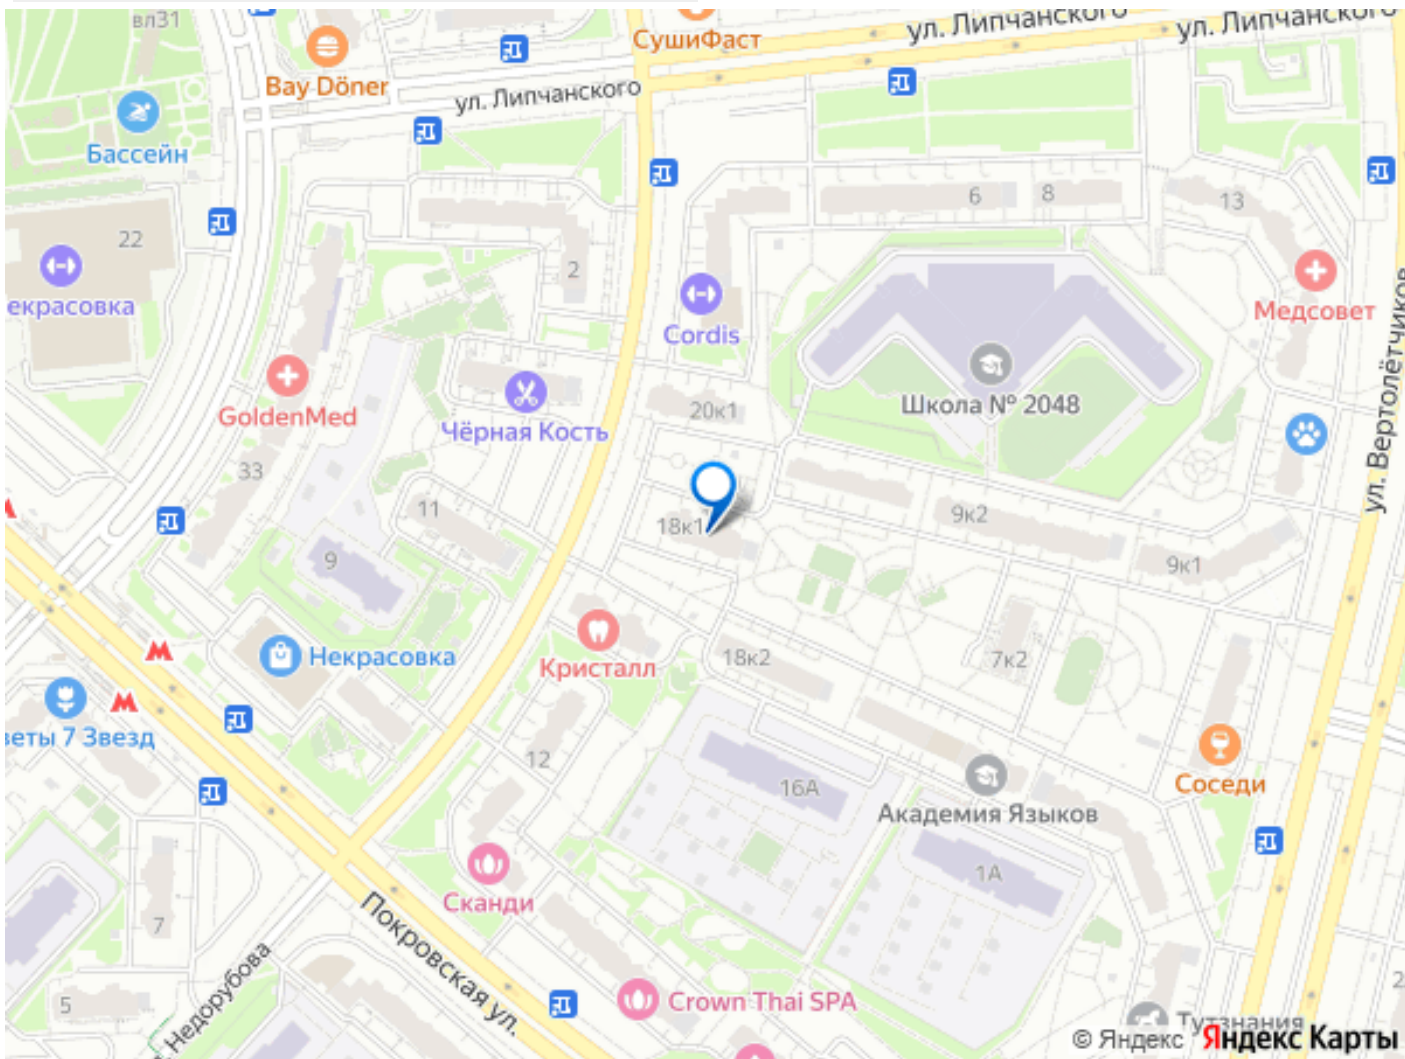 вл31
СушиФаст
ул. Липчанского
ул. Липчанского
Bay Döner
ул. Липчанского
Бассейн
6
8
13
22
2
екрасовка
Cordis
Медсовет
ул. Вертолётчиков
GoldenMed
Школа № 2048
20к1
Чёрная Кость
33
11
18к1
9к2
9
9к1
Некрасовка
Кристалл
18к2
7к2
веты 7 Звезд
12
16А
Соседи
Академия Языков
1А
Сканди
7
Покровская ул.
Недорубова
5
Crown Thai SPA
Тутзнания
© Яндекс Яндекс Карты